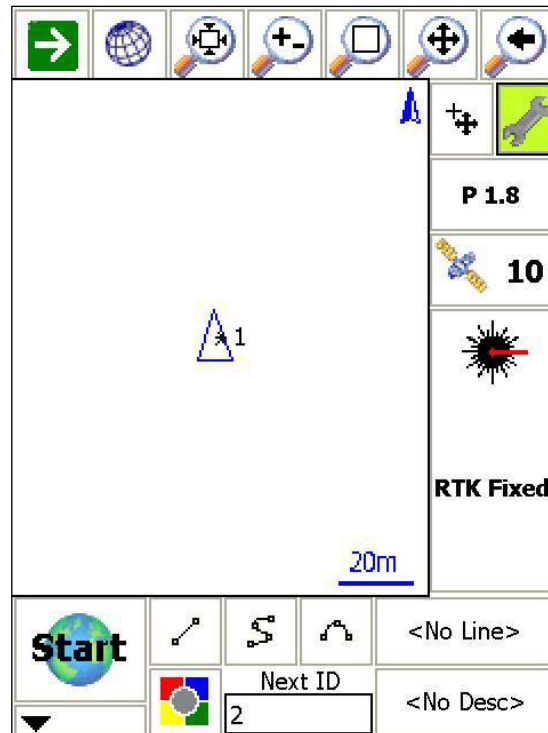 P 1.8
10
1
RTK Fixed
20m
Start
<No Line>
Next ID
2
<No Desc>